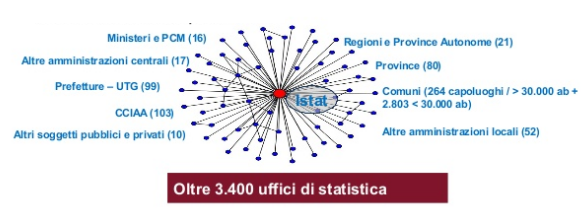 Ministeri e PCM (16)
Altre amministrazioni centrali (17)
Prefetture – UTG (99)
CCIAA (103)
Altri soggetti pubblici e privati (10)
Istat
Regioni e Province Autonome (21)
Province (80)
Comuni (264 capoluoghi / > 30.000 ab +
2.803 < 30.000 ab)
Altre amministrazioni locali (52)
Oltre 3.400 uffici di statistica